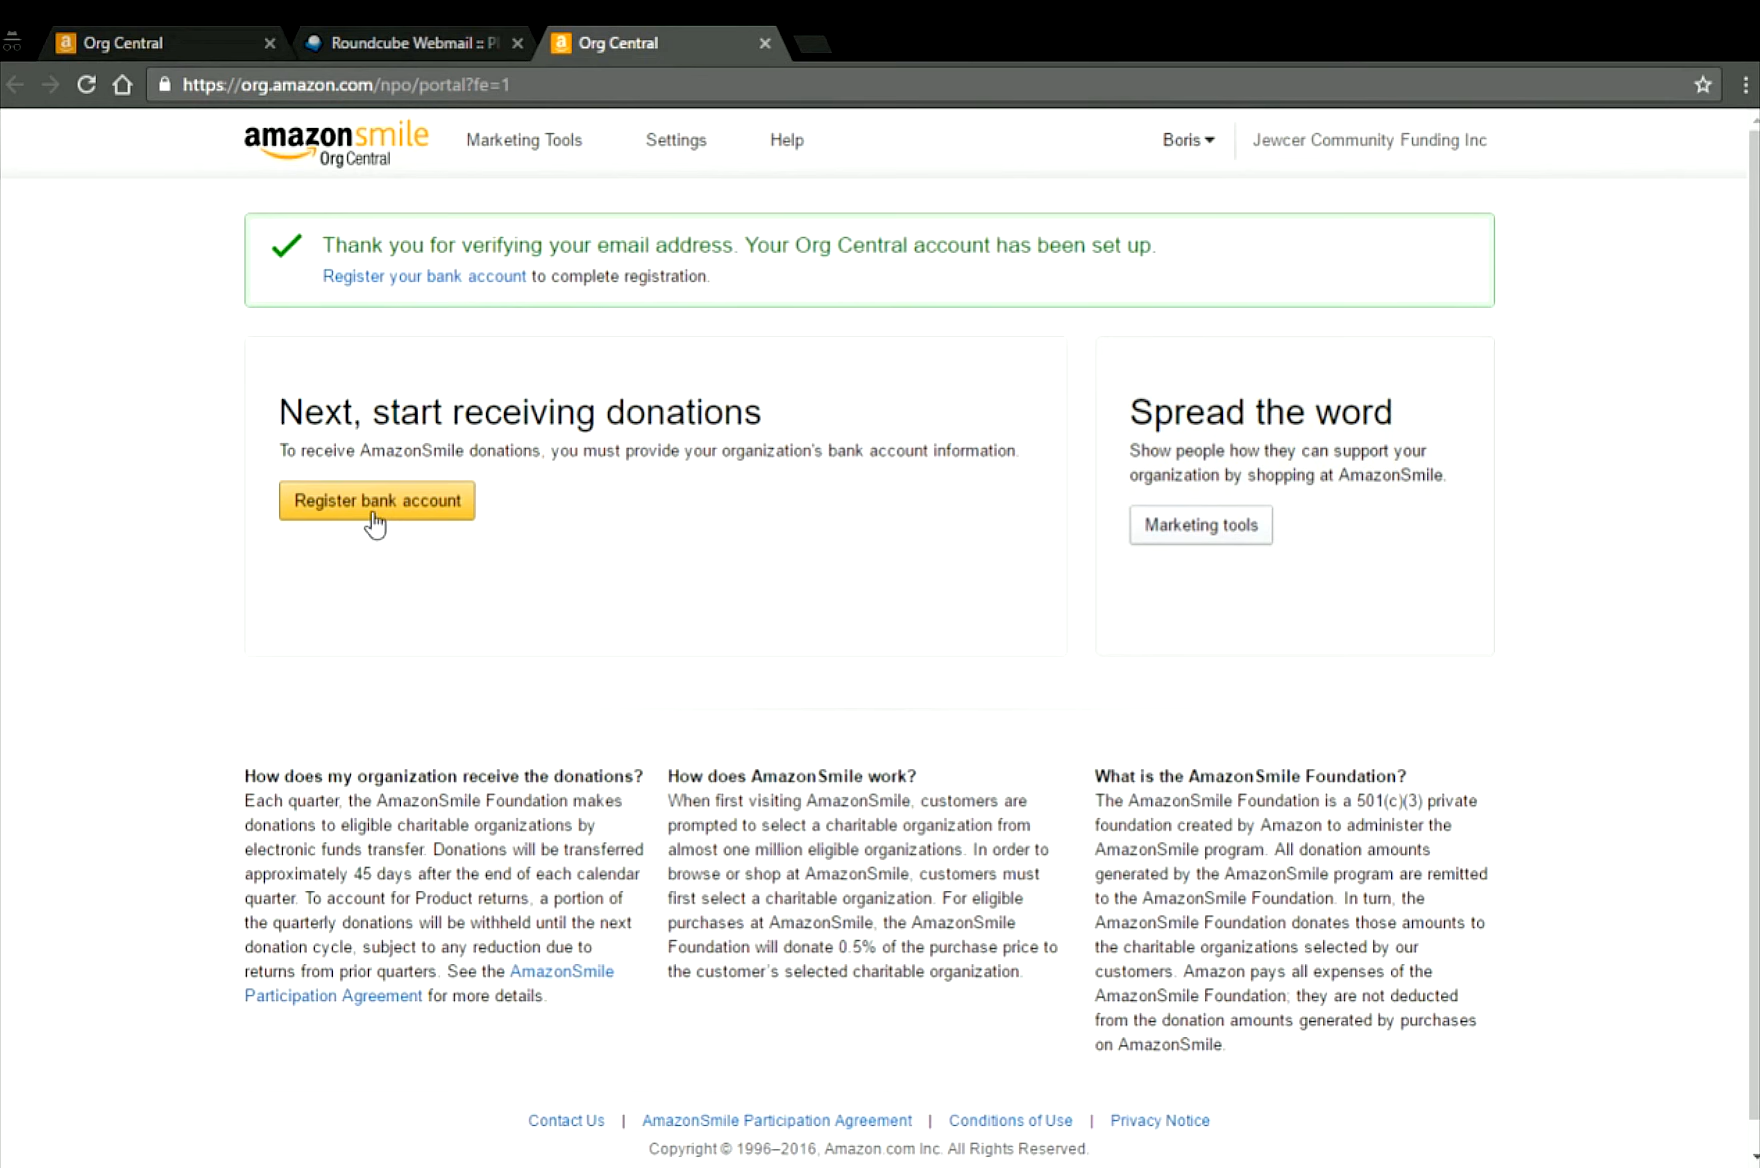 Org Central
Roundcube Webmail ::
Org Central
https://org.amazon.com/npo/portal?fe=1
amazonsmile
Org Central
Marketing Tools
Settings
Help
Boris
Jewcer Community Funding Inc
Thank you for verifying your email address. Your Org Central account has been set up.
Register your bank account to complete registration.
Next, start receiving donations
To receive AmazonSmile donations, you must provide your organization's bank account information.
Register bank account
Spread the word
Show people how they can support your
organization by shopping at AmazonSmile.
Marketing tools
How does my organization receive the donations?
Each quarter, the AmazonSmile Foundation makes
donations to eligible charitable organizations by
electronic funds transfer. Donations will be transferred
approximately 45 days after the end of each calendar
quarter. To account for Product returns, a portion of
the quarterly donations will be withheld until the next
donation cycle, subject to any reduction due to
returns from prior quarters. See the AmazonSmile
Participation Agreement for more details.
How does AmazonSmile work?
When first visiting AmazonSmile, customers are
prompted to select a charitable organization from
almost one million eligible organizations. In order to
browse or shop at AmazonSmile, customers must
first select a charitable organization. For eligible
purchases at AmazonSmile, the AmazonSmile
Foundation will donate 0.5% of the purchase price to
the customer's selected charitable organization.
What is the AmazonSmile Foundation?
The AmazonSmile Foundation is a 501(c)(3) private
foundation created by Amazon to administer the
AmazonSmile program. All donation amounts
generated by the AmazonSmile program are remitted
to the AmazonSmile Foundation. In turn, the
AmazonSmile Foundation donates those amounts to
the charitable organizations selected by our
customers. Amazon pays all expenses of the
AmazonSmile Foundation; they are not deducted
from the donation amounts generated by purchases
on AmazonSmile.
Contact Us | AmazonSmile Participation Agreement | Conditions of Use | Privacy Notice
Copyright © 1996–2016, Amazon.com Inc. All Rights Reserved.